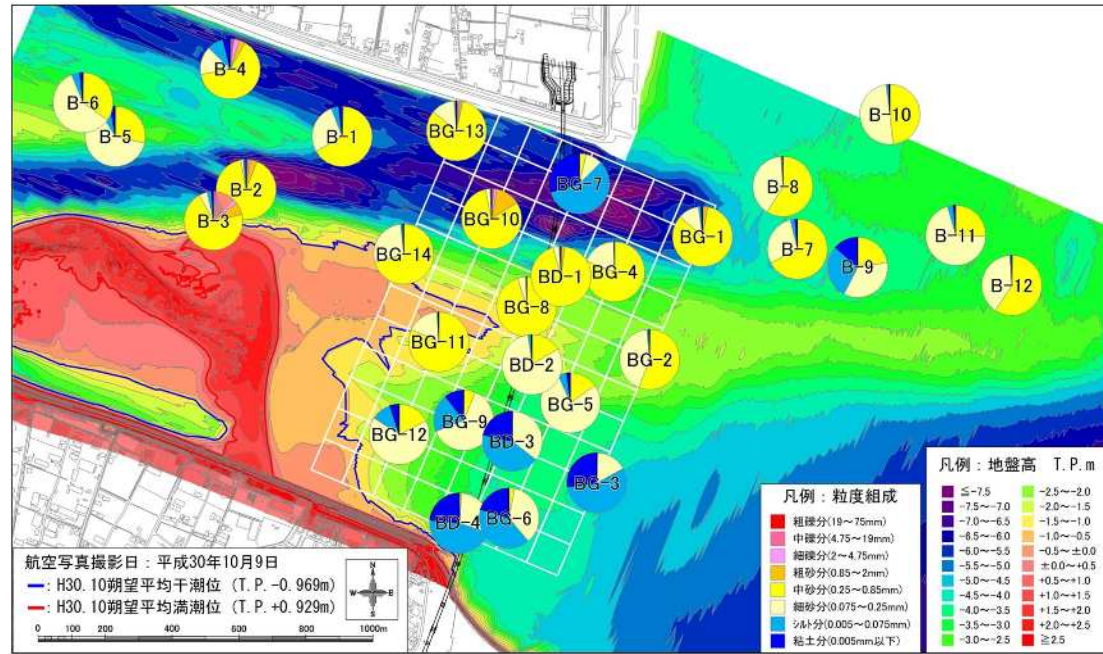 B-4
B-6
B-5
B-1
BG-13
B-10
B-2
B-3
BG-7
B-8
BG-10
BG-1
B-7
B-11
BG-14
BD-1
BG-4
B-9
B-12
BG-8
BG-11
BG-2
BD-2
BG-5
BG-9
BG-12
BD-3
BG-3
BD-4
BG-6
航空写真撮影日：平成30年10月9日
：H30.10朔望平均干潮位 (T.P.-0.969m)
：H30.10朔望平均満潮位 (T.P.+0.929m)
0 200 400 600 800 1000m
N
W E
S
凡例：粒度組成
粗礫分(19～75mm)
中礫分(4.75～19mm)
細礫分(2～4.75mm)
粗砂分(0.85～2mm)
中砂分(0.25～0.85mm)
細砂分(0.075～0.25mm)
シルト分(0.005～0.075mm)
粘土分(0.005mm以下)
凡例：地盤高 T.P.m
≦-7.5
-7.5～-7.0
-7.0～-6.5
-6.5～-6.0
-6.0～-5.5
-5.5～-5.0
-5.0～-4.5
-4.5～-4.0
-4.0～-3.5
-3.5～-3.0
-3.0～-2.5
-2.5～-2.0
-2.0～-1.5
-1.5～-1.0
-1.0～-0.5
-0.5～±0.0
±0.0～+0.5
+0.5～+1.0
+1.0～+1.5
+1.5～+2.0
+2.0～+2.5
≧2.5